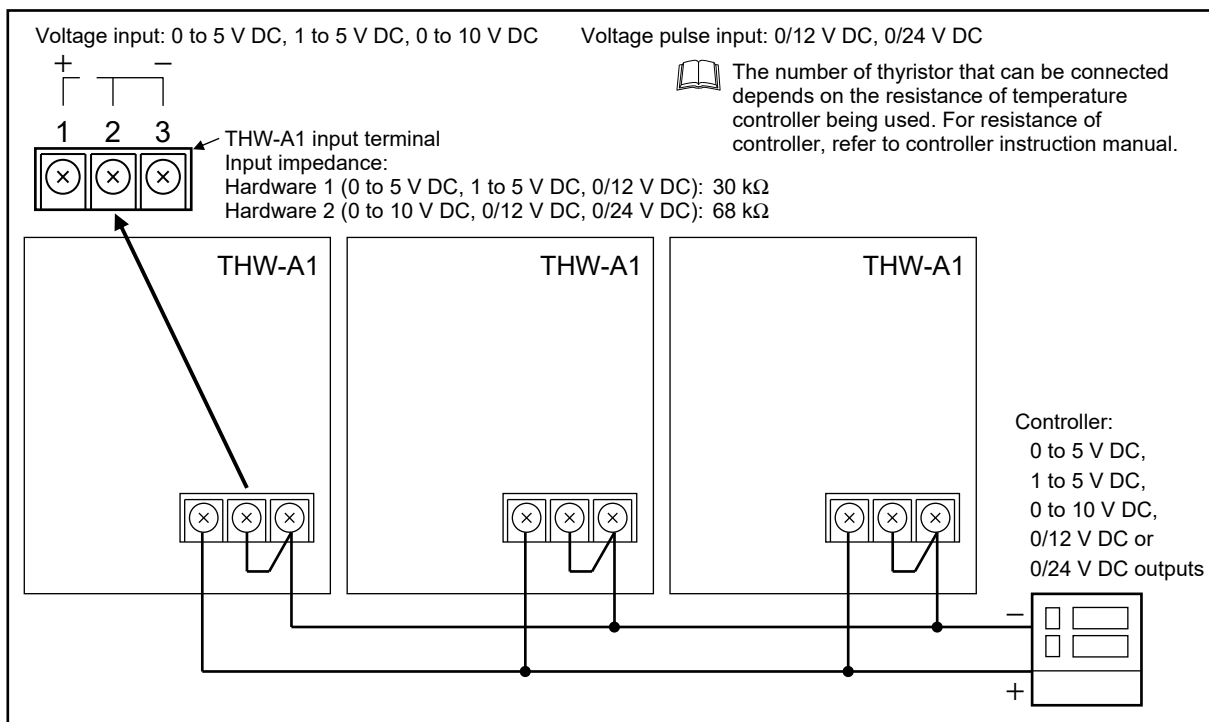 Voltage input: 0 to 5 V DC, 1 to 5 V DC, 0 to 10 V DC
Voltage pulse input: 0/12 V DC, 0/24 V DC
The number of thyristor that can be connected
depends on the resistance of temperature
controller being used. For resistance of
controller, refer to controller instruction manual.
+ −
1 2 3
THW-A1 input terminal
Input impedance:
Hardware 1 (0 to 5 V DC, 1 to 5 V DC, 0/12 V DC): 30 kΩ
Hardware 2 (0 to 10 V DC, 0/12 V DC, 0/24 V DC): 68 kΩ
THW-A1
THW-A1
THW-A1
Controller:
0 to 5 V DC,
1 to 5 V DC,
0 to 10 V DC,
0/12 V DC or
0/24 V DC outputs
−
+